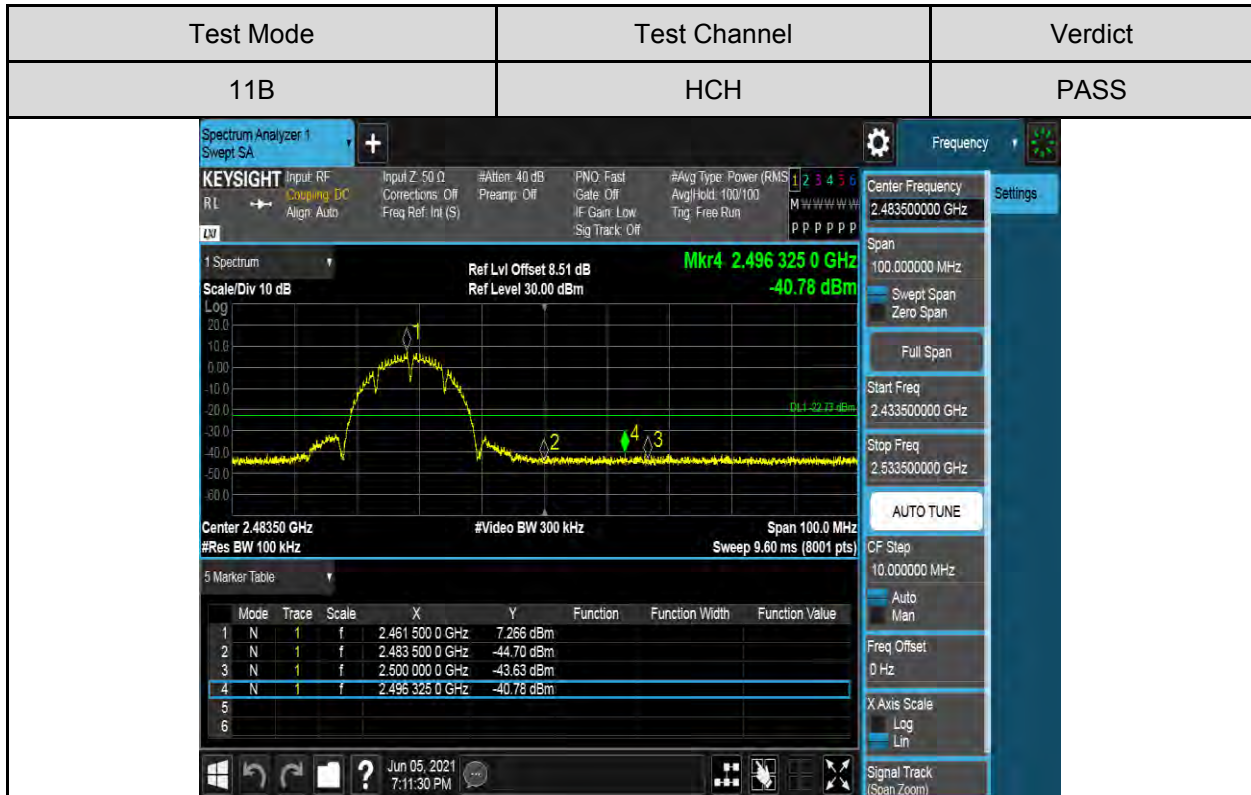 Test Mode Test Channel Verdict
11B HCH PASS
Spectrum Analyzer 1
Swept SA
+
Frequency
KEYSIGHT
RL
LXI
Input: RF
Coupling: DC
Align: Auto
Input Z: 50 Ω
Corrections: Off
Freq Ref: Int (S)
#Atten: 40 dB
Preamp: Off
PNO: Fast
Gate: Off
IF Gain: Low
Sig Track: Off
#Avg Type: Power (RMS
Avg|Hold: 100/100
Trig: Free Run
1 2 3 4 5 6
M W W W W W
P P P P P P
Center Frequency
2.483500000 GHz
Settings
Span
100.000000 MHz
Swept Span
Zero Span
Full Span
Start Freq
2.433500000 GHz
Stop Freq
2.533500000 GHz
AUTO TUNE
CF Step
10.000000 MHz
Auto
Man
Freq Offset
0 Hz
X Axis Scale
Log
Lin
Signal Track
(Span Zoom)
1 Spectrum
Scale/Div 10 dB
Ref Lvl Offset 8.51 dB
Ref Level 30.00 dBm
Mkr4 2.496 325 0 GHz
-40.78 dBm
Log
20.0
10.0
0.00
-10.0
-20.0
-30.0
-40.0
-50.0
-60.0
1
2
4
3
DL1 -22.73 dBm
Center 2.48350 GHz #Video BW 300 kHz Span 100.0 MHz
#Res BW 100 kHz Sweep 9.60 ms (8001 pts)
5 Marker Table
Mode Trace Scale X Y Function Function Width Function Value
1 N 1 f 2.461 500 0 GHz 7.266 dBm
2 N 1 f 2.483 500 0 GHz -44.70 dBm
3 N 1 f 2.500 000 0 GHz -43.63 dBm
4 N 1 f 2.496 325 0 GHz -40.78 dBm
5
6
?
Jun 05, 2021
7:11:30 PM